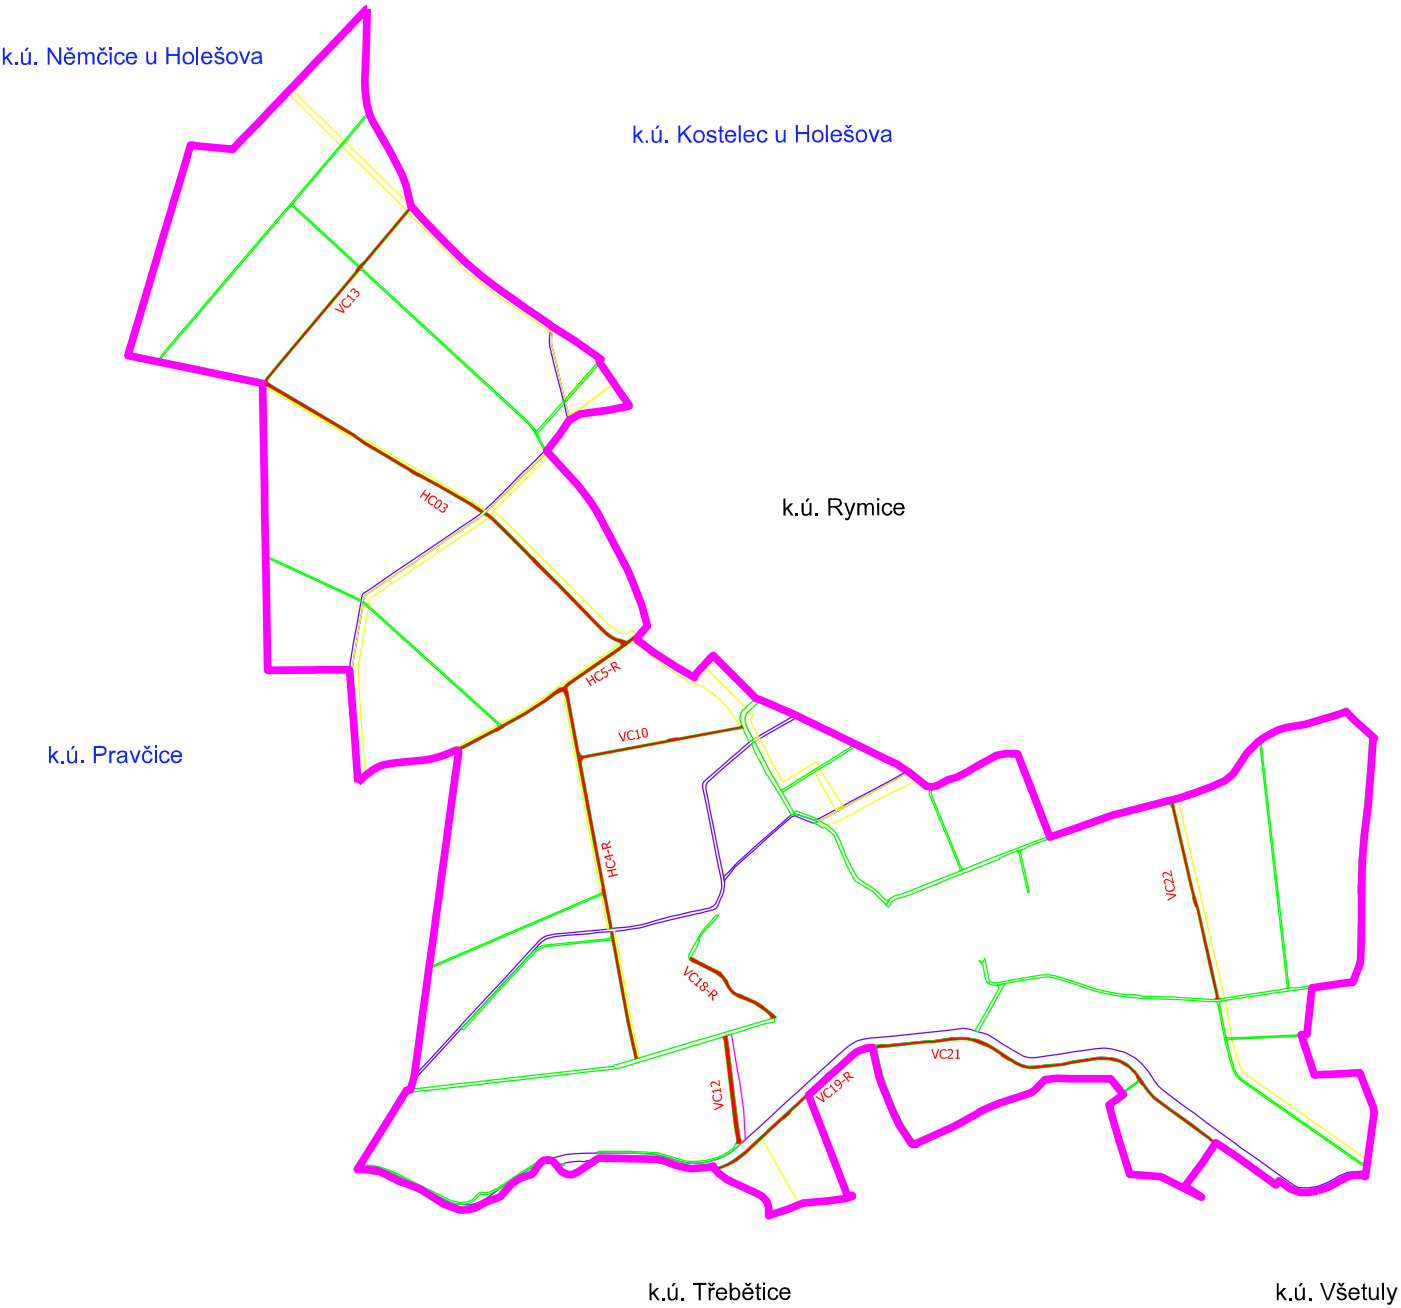 k.ú. Němčice u Holešova
k.ú. Kostelec u Holešova
VC13
HC03
k.ú. Rymice
HC5-R
VC10
k.ú. Pravčice
HC4-R
VC22
VC18-R
VC21
VC12
VC19-R
k.ú. Třebětice
k.ú. Všetuly